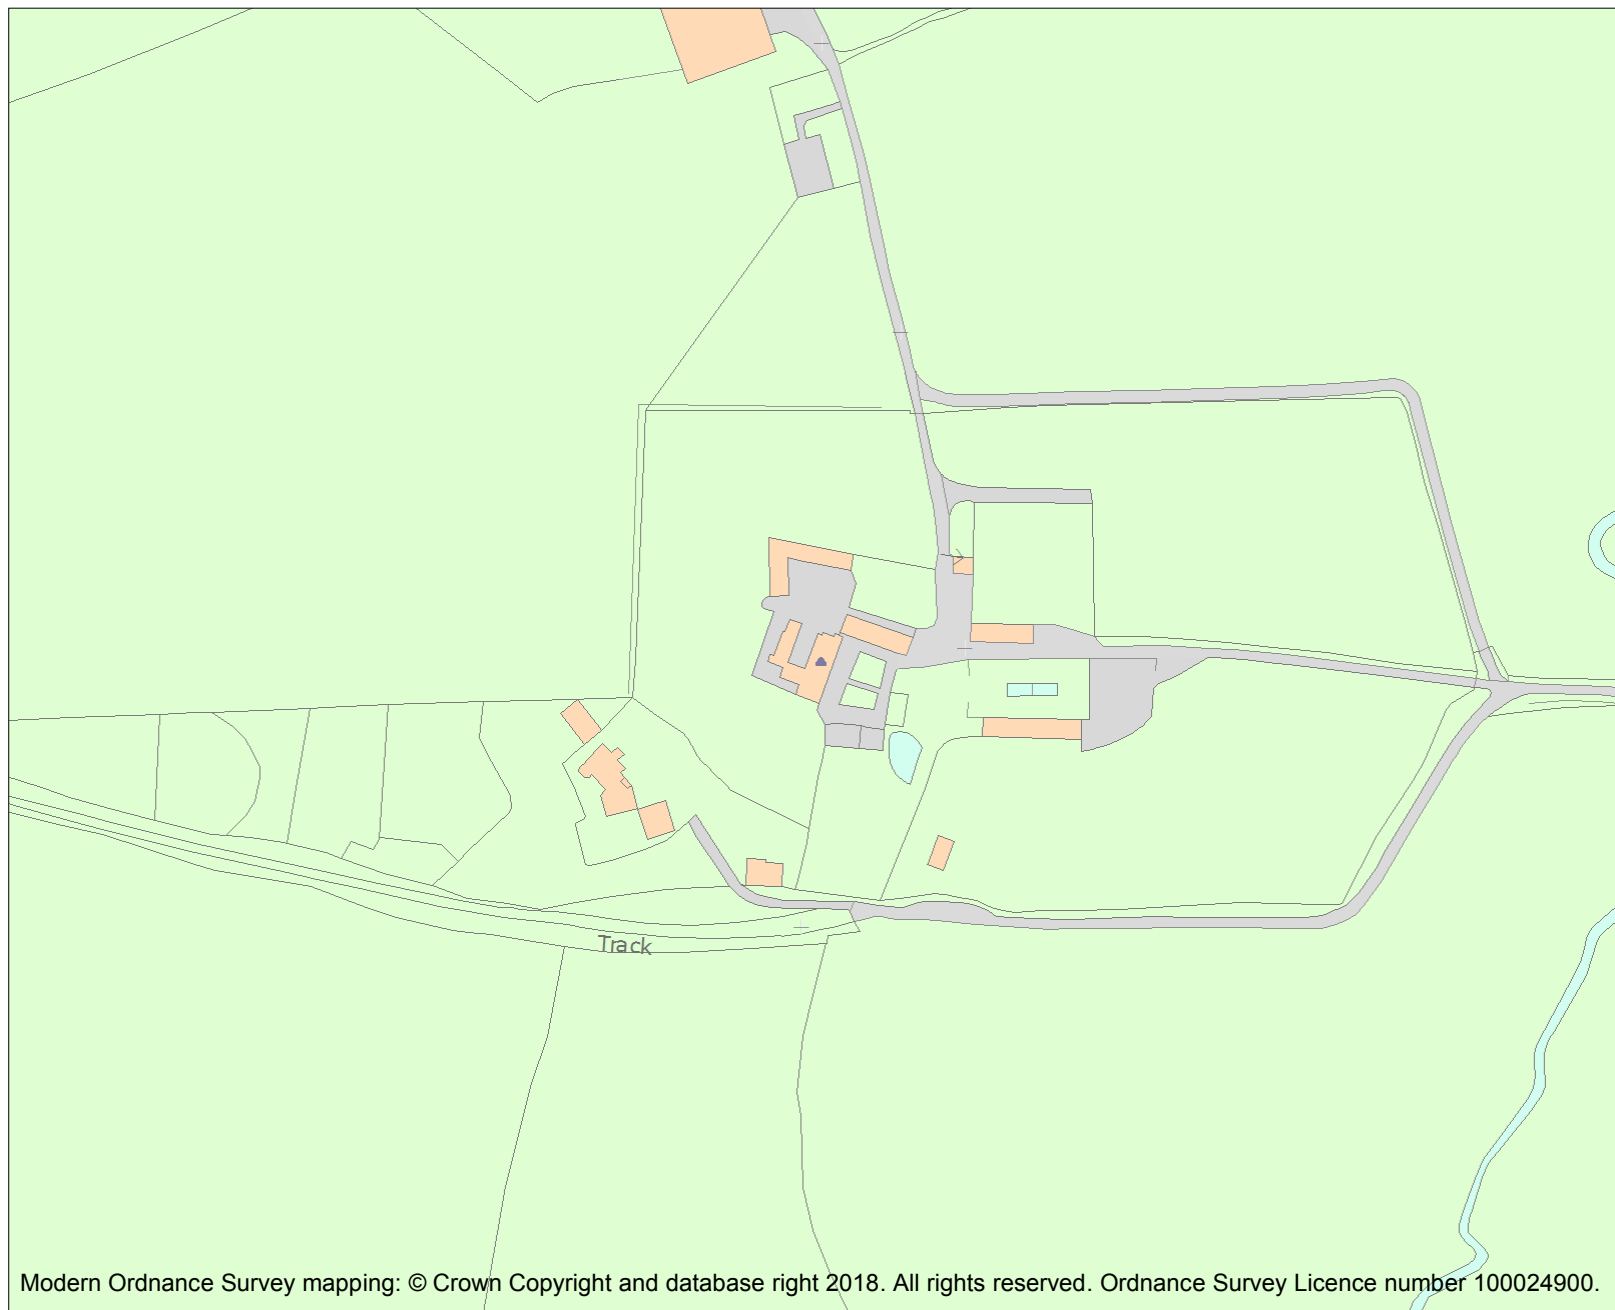 Track
Modern Ordnance Survey mapping: © Crown Copyright and database right 2018. All rights reserved. Ordnance Survey Licence number 100024900.